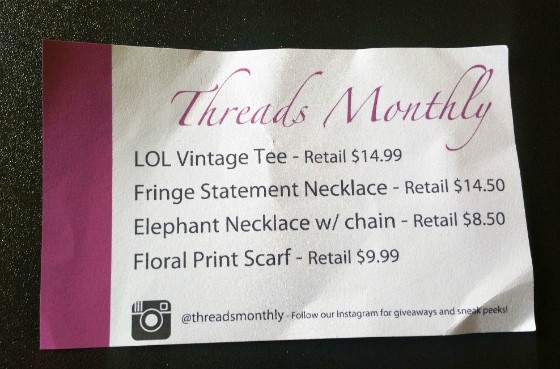 Threads Monthly
LOL Vintage Tee - Retail $14.99
Fringe Statement Necklace - Retail $14.50
Elephant Necklace w/ chain - Retail $8.50
Floral Print Scarf - Retail $9.99
@threadsmonthly - Follow our Instagram for giveaways and sneak peeks!